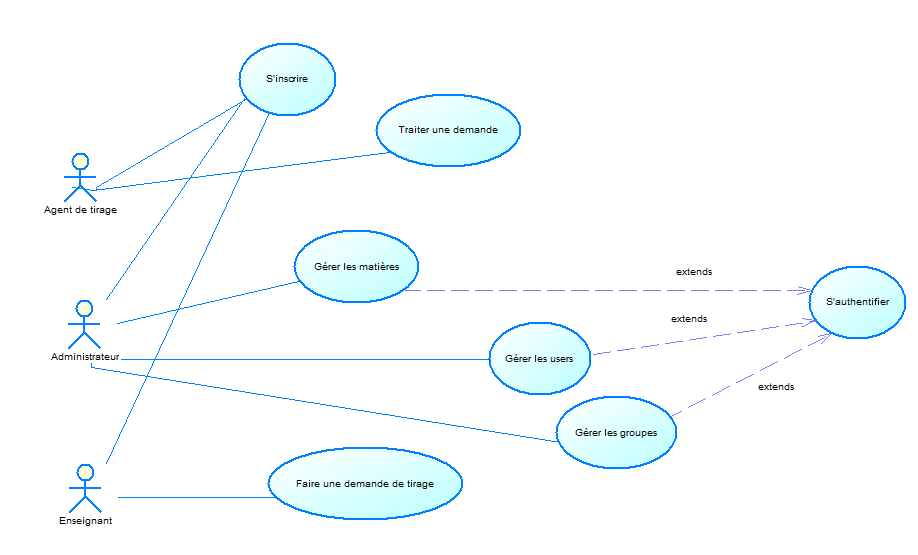 S'inscrire
Traiter une demande
Agent de tirage
Gérer les matières
extends
S'authentifier
extends
Administrateur
Gérer les users
extends
Gérer les groupes
Faire une demande de tirage
Enseignant